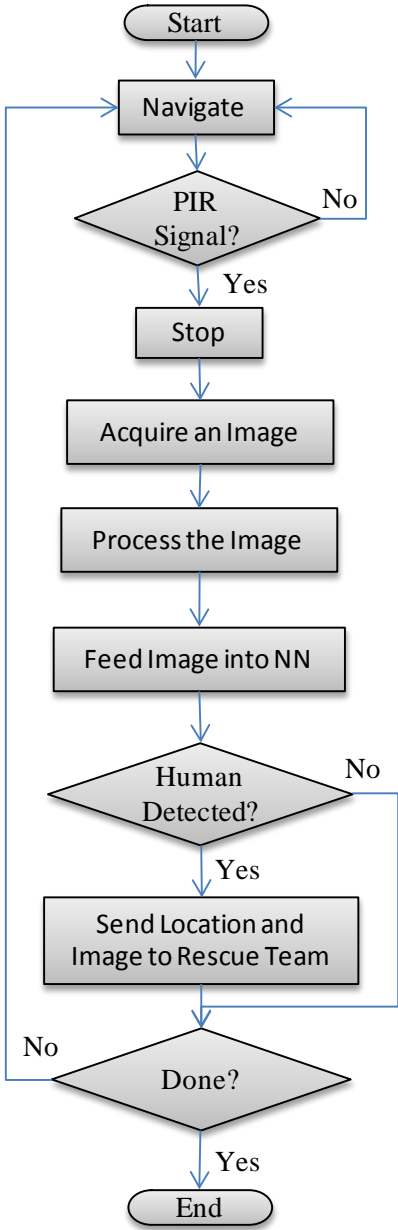 Start
Navigate
PIR
Signal?
No
Yes
Stop
Acquire an Image
Process the Image
Feed Image into NN
Human
Detected?
No
Yes
Send Location and
Image to Rescue Team
No
Done?
Yes
End